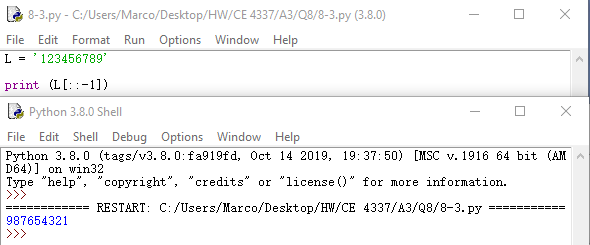 8-3.py - C:/Users/Marco/Desktop/HW/CE 4337/A3/Q8/8-3.py (3.8.0)
File Edit Format Run Options Window Help
L = '123456789'
print (L[::-1])
Python 3.8.0 Shell
File Edit Shell Debug Options Window Help
Python 3.8.0 (tags/v3.8.0:fa919fd, Oct 14 2019, 19:37:50) [MSC v.1916 64 bit (AM
D64)] on win32
Type "help", "copyright", "credits" or "license()" for more information.
>>>
============ RESTART: C:/Users/Marco/Desktop/HW/CE 4337/A3/Q8/8-3.py ===========
987654321
>>>